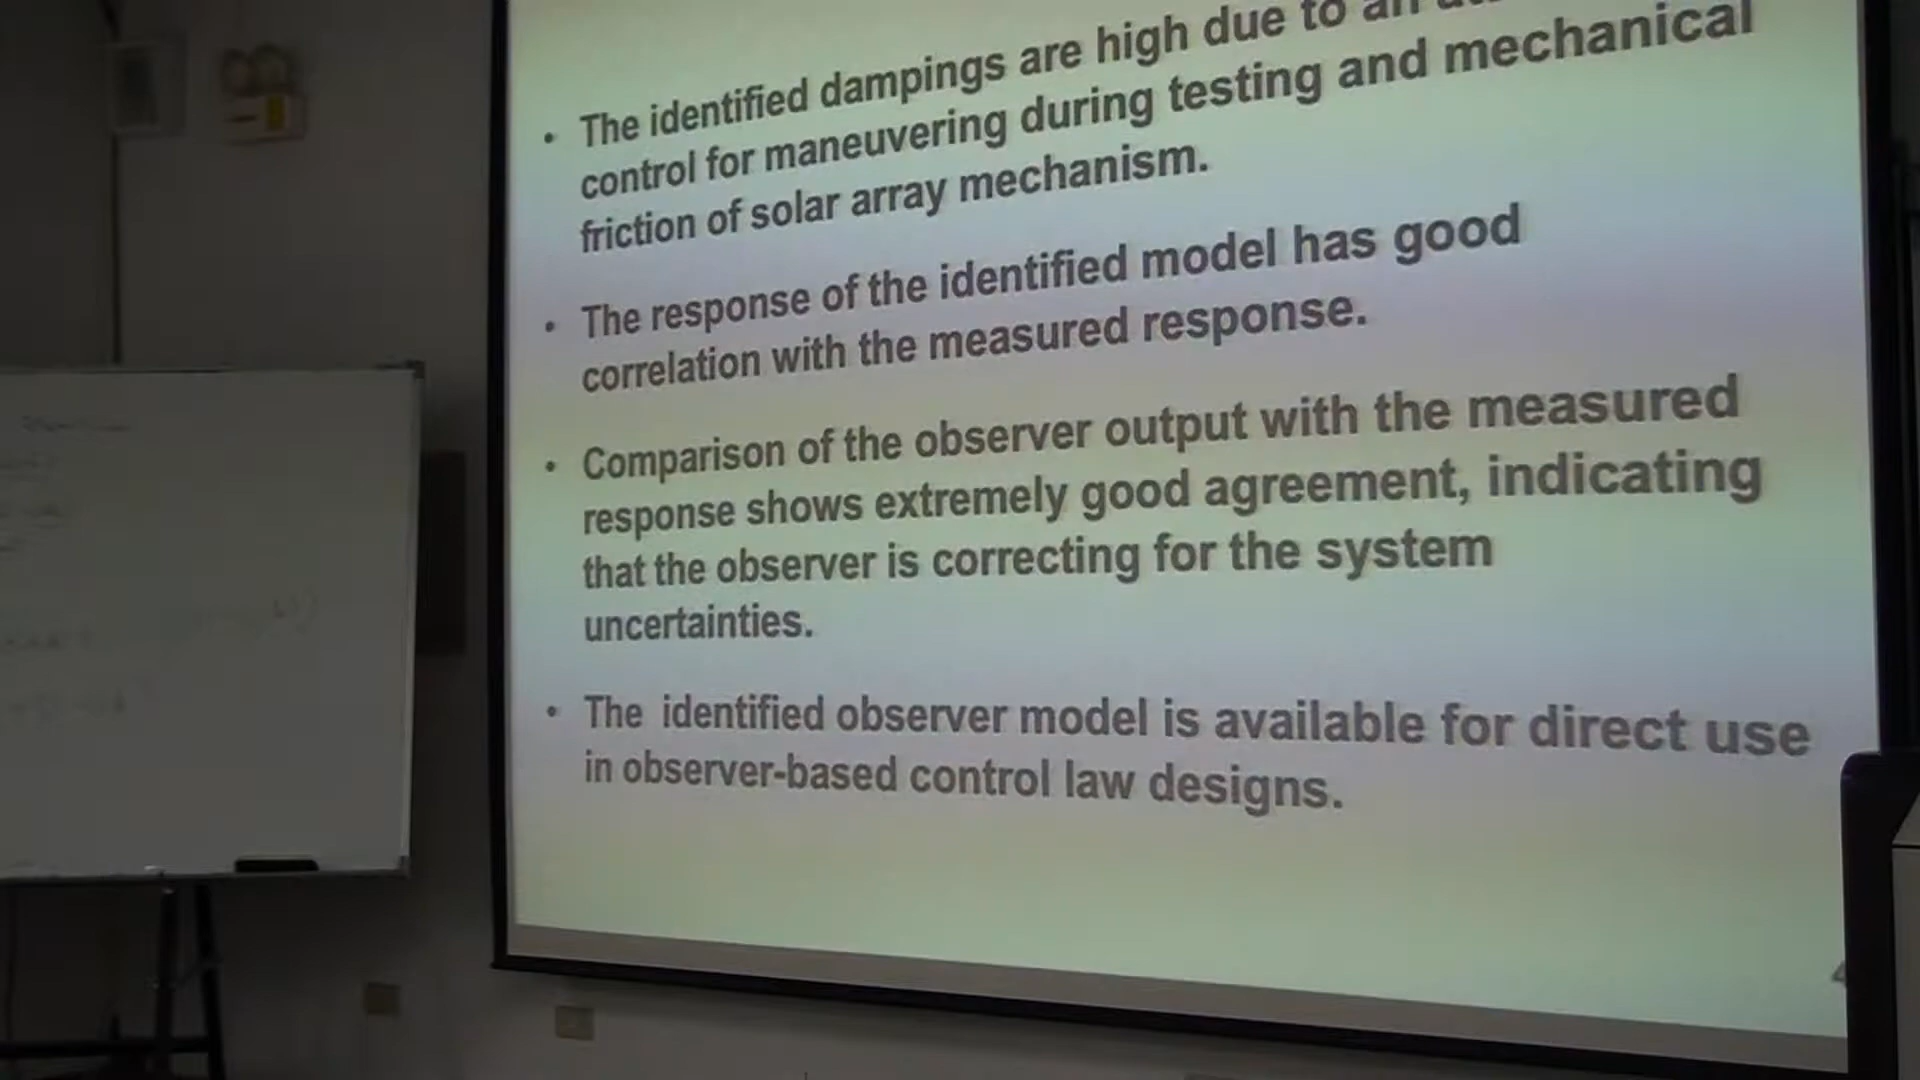 • The identified dampings are high due to an
control for maneuvering during testing and mechanical
friction of solar array mechanism.
• The response of the identified model has good
correlation with the measured response.
• Comparison of the observer output with the measured
response shows extremely good agreement, indicating
that the observer is correcting for the system
uncertainties.
• The identified observer model is available for direct use
in observer-based control law designs.